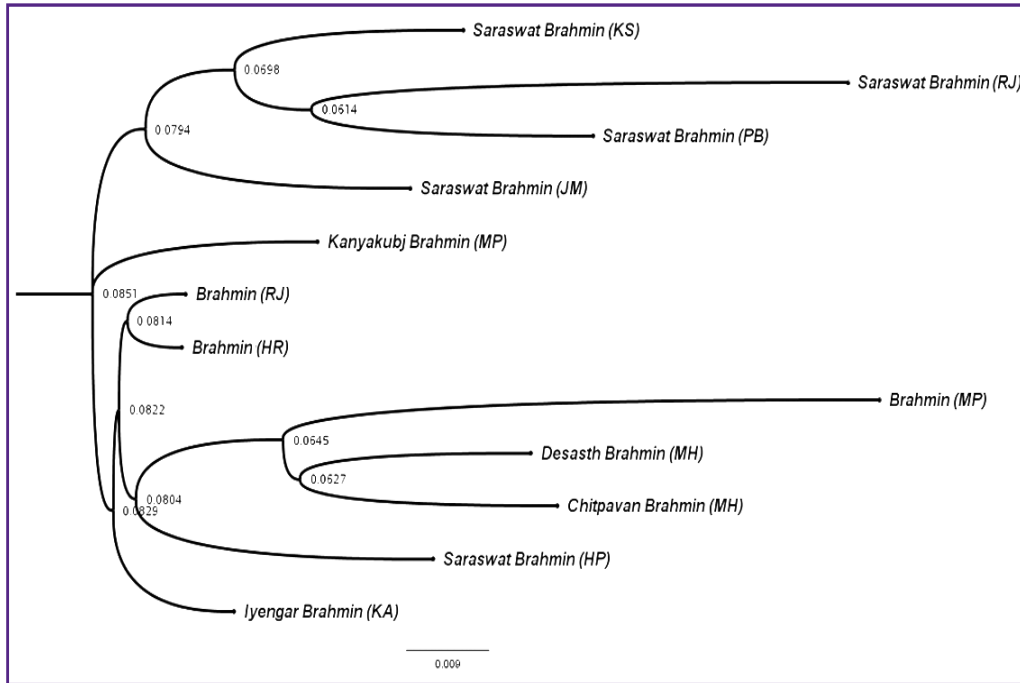 Saraswat Brahmin (KS)
0.0698
Saraswat Brahmin (RJ)
0.0614
0.0794
Saraswat Brahmin (PB)
Saraswat Brahmin (JM)
Kanyakubj Brahmin (MP)
0.0851
Brahmin (RJ)
0.0814
Brahmin (HR)
0.0822
Brahmin (MP)
0.0645
Desasth Brahmin (MH)
0.0627
0.0804
Chitpavan Brahmin (MH)
0.0829
Saraswat Brahmin (HP)
Iyengar Brahmin (KA)
0.009